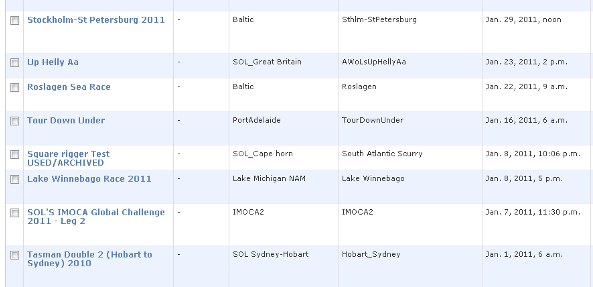 Stockholm-St Petersburg 2011 - Baltic Sthlm-StPetersburg Jan. 29, 2011, noon
Up Helly Aa - SOL_Great Britain AWoLsUpHellyAa Jan. 23, 2011, 2 p.m.
Roslagen Sea Race - Baltic Roslagen Jan. 22, 2011, 9 a.m.
Tour Down Under - PortAdelaide TourDownUnder Jan. 16, 2011, 6 a.m.
Square rigger Test - SOL_Cape horn South Atlantic Scurry Jan. 8, 2011, 10:06 p.m.
USED/ARCHIVED
Lake Winnebago Race 2011 - Lake Michigan NAM Lake Winnebago Jan. 8, 2011, 5 p.m.
SOL'S IMOCA Global Challenge - IMOCA2 IMOCA2 Jan. 7, 2011, 11:30 p.m.
2011 - Leg 2
Tasman Double 2 (Hobart to - SOL Sydney-Hobart Hobart_Sydney Jan. 1, 2011, 6 a.m.
Sydney) 2010